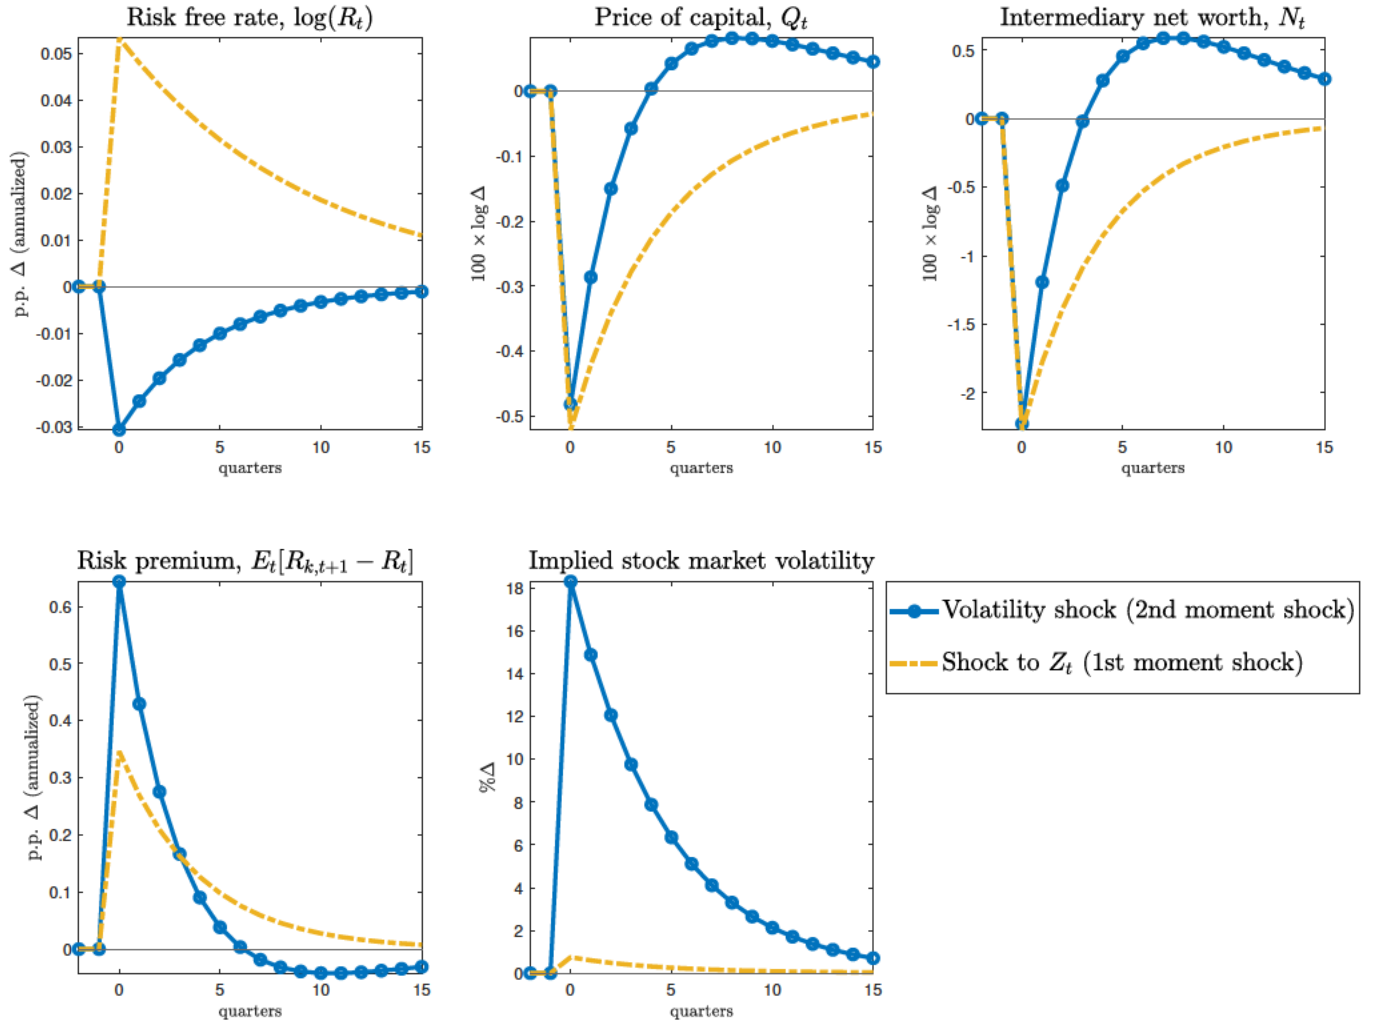 Risk free rate, log(R_t)
p.p. Δ (annualized)
0.05
0.04
0.03
0.02
0.01
0
-0.01
-0.02
-0.03
0 5 10 15
quarters
Price of capital, Q_t
100 × log Δ
0
-0.1
-0.2
-0.3
-0.4
-0.5
0 5 10 15
quarters
Intermediary net worth, N_t
100 × log Δ
0.5
0
-0.5
-1
-1.5
-2
0 5 10 15
quarters
Risk premium, E_t[R_{k,t+1} − R_t]
p.p. Δ (annualized)
0.6
0.5
0.4
0.3
0.2
0.1
0
0 5 10 15
quarters
Implied stock market volatility
%Δ
18
16
14
12
10
8
6
4
2
0
0 5 10 15
quarters
Volatility shock (2nd moment shock)
Shock to Z_t (1st moment shock)